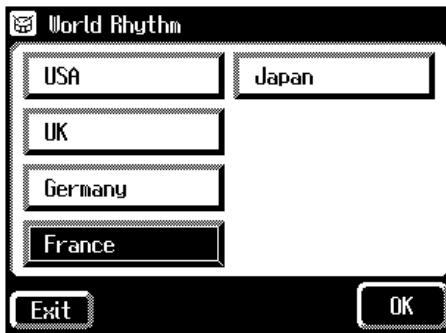 World Rhythm
USA
Japan
UK
Germany
France
Exit
OK